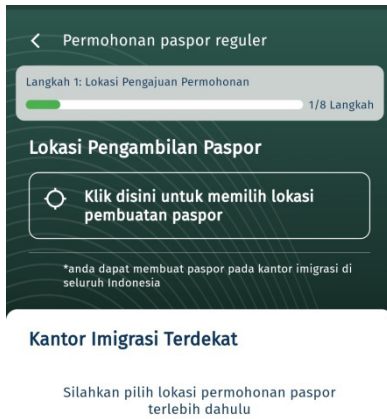 Permohonan paspor reguler
Langkah 1: Lokasi Pengajuan Permohonan
1/8 Langkah
Lokasi Pengambilan Paspor
Klik disini untuk memilih lokasi
pembuatan paspor
*anda dapat membuat paspor pada kantor imigrasi di
seluruh Indonesia
Kantor Imigrasi Terdekat
Silahkan pilih lokasi permohonan paspor
terlebih dahulu